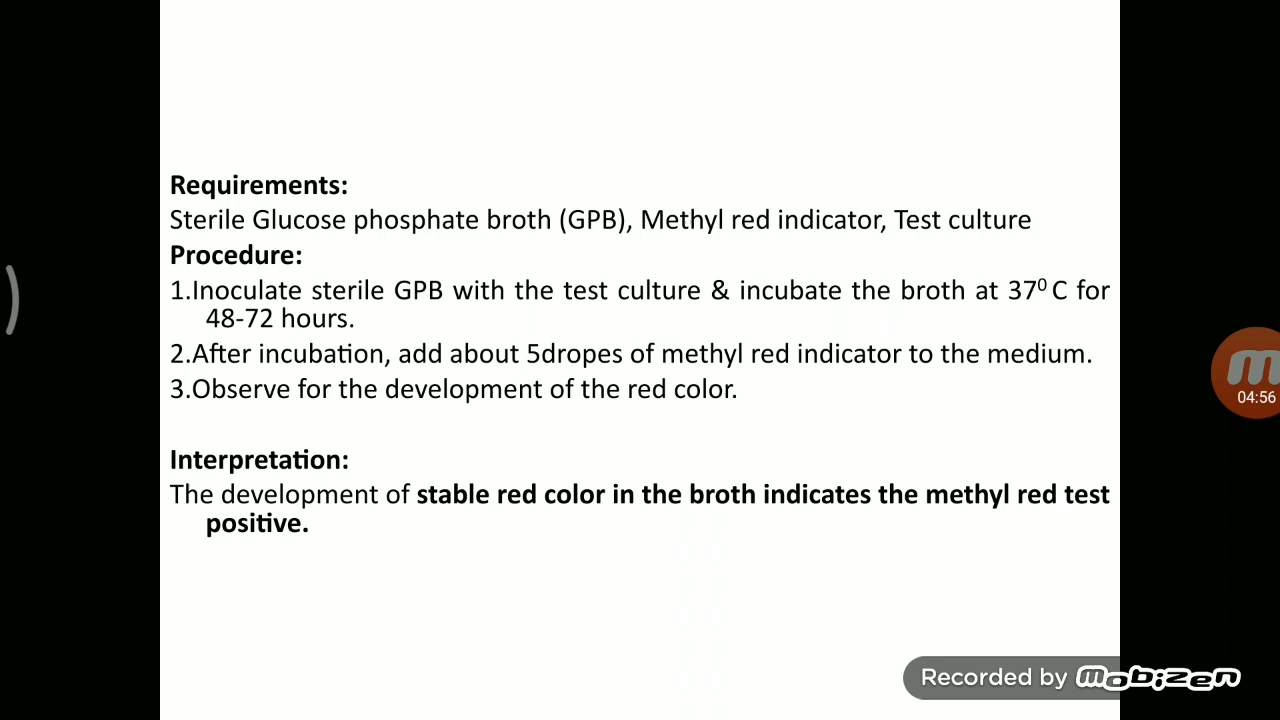 Requirements:
Sterile Glucose phosphate broth (GPB), Methyl red indicator, Test culture
Procedure:
1.Inoculate sterile GPB with the test culture & incubate the broth at 37⁰ C for
48-72 hours.
2.After incubation, add about 5dropes of methyl red indicator to the medium.
3.Observe for the development of the red color.
Interpretation:
The development of stable red color in the broth indicates the methyl red test
positive.
04:56
Recorded by mobizen